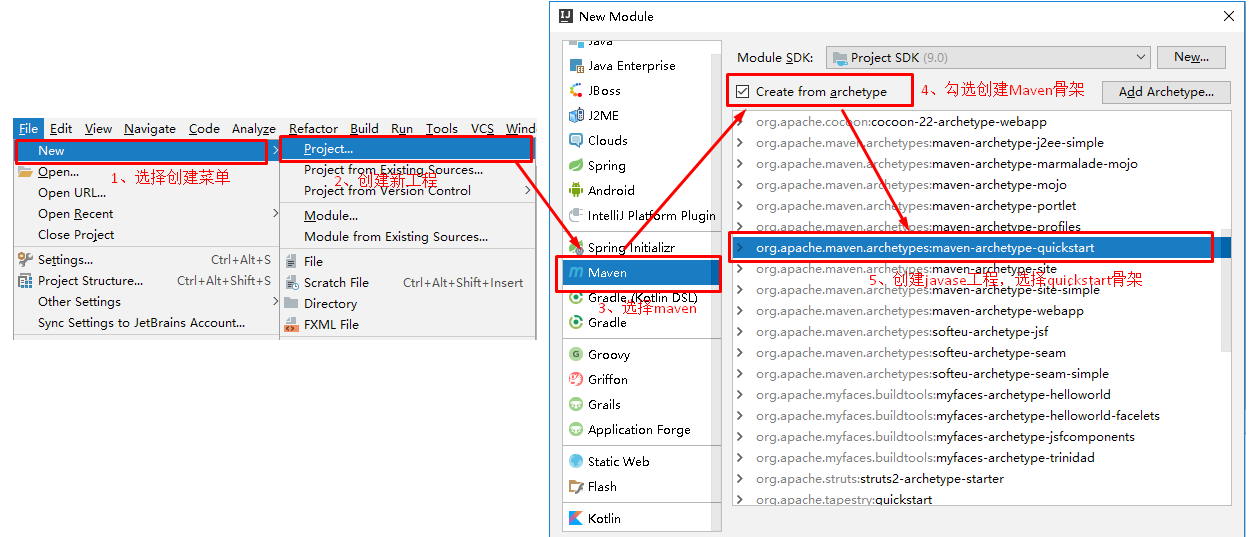 File Edit View Navigate Code Analyze Refactor Build Run Tools VCS Wind
New
Open...
1、选择创建菜单
Open URL...
Open Recent
Close Project
Settings... Ctrl+Alt+S
Project Structure... Ctrl+Alt+Shift+S
Other Settings
Sync Settings to JetBrains Account...
Project...
Project from Existing Sources...
2、创建新工程
Project from Version Control
Module...
Module from Existing Sources...
File
Scratch File Ctrl+Alt+Shift+Insert
Directory
FXML File
New Module
Java
Java Enterprise
JBoss
J2ME
Clouds
Spring
Android
IntelliJ Platform Plugin
Spring Initializr
Maven
Gradle (Kotlin DSL)
3、选择maven
Gradle
Groovy
Griffon
Grails
Application Forge
Static Web
Flash
Kotlin
Module SDK: Project SDK (9.0) New...
Create from archetype 4、勾选创建Maven骨架 Add Archetype...
org.apache.cocoon:cocoon-22-archetype-webapp
org.apache.maven.archetypes:maven-archetype-j2ee-simple
org.apache.maven.archetypes:maven-archetype-marmalade-mojo
org.apache.maven.archetypes:maven-archetype-mojo
org.apache.maven.archetypes:maven-archetype-portlet
org.apache.maven.archetypes:maven-archetype-profiles
org.apache.maven.archetypes:maven-archetype-quickstart
org.apache.maven.archetypes:maven-archetype-site
5、创建javase工程，选择quickstart骨架
org.apache.maven.archetypes:maven-archetype-site-simple
org.apache.maven.archetypes:maven-archetype-webapp
org.apache.maven.archetypes:softeu-archetype-jsf
org.apache.maven.archetypes:softeu-archetype-seam
org.apache.maven.archetypes:softeu-archetype-seam-simple
org.apache.myfaces.buildtools:myfaces-archetype-helloworld
org.apache.myfaces.buildtools:myfaces-archetype-helloworld-facelets
org.apache.myfaces.buildtools:myfaces-archetype-jsfcomponents
org.apache.myfaces.buildtools:myfaces-archetype-trinidad
org.apache.struts:struts2-archetype-starter
org.apache.tapestry:quickstart